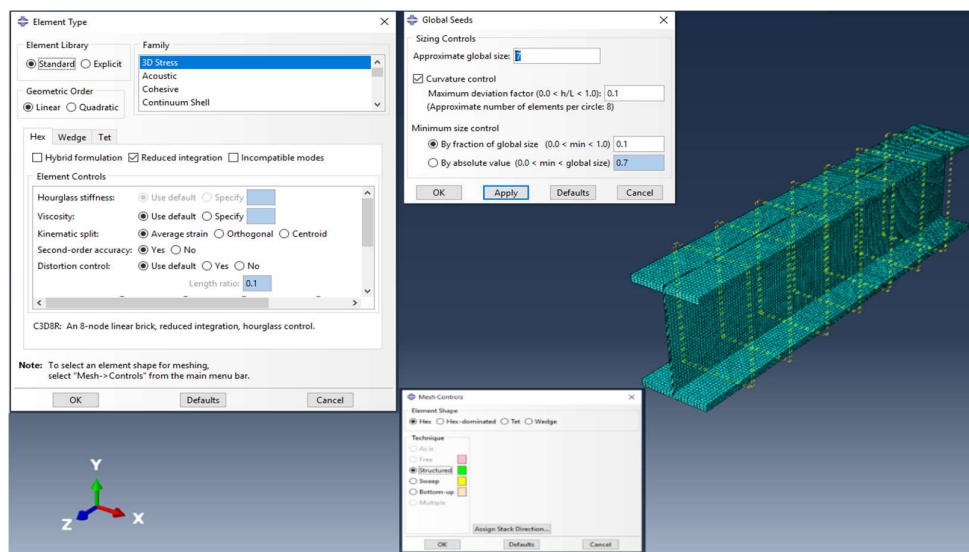 Element Type
Element Library
Standard Explicit
Family
3D Stress
Acoustic
Cohesive
Continuum Shell
Geometric Order
Linear Quadratic
Hex Wedge Tet
Hybrid formulation Reduced integration Incompatible modes
Element Controls
Hourglass stiffness: Use default Specify
Viscosity: Use default Specify
Kinematic split: Average strain Orthogonal Centroid
Second-order accuracy: Yes No
Distortion control: Use default Yes No
Length ratio: 0.1
C3D8R: An 8-node linear brick, reduced integration, hourglass control.
Note: To select an element shape for meshing,
select "Mesh->Controls" from the main menu bar.
OK Defaults Cancel
Global Seeds
Sizing Controls
Approximate global size: 7
Curvature control
Maximum deviation factor (0.0 < h/L < 1.0): 0.1
(Approximate number of elements per circle: 8)
Minimum size control
By fraction of global size (0.0 < min < 1.0) 0.1
By absolute value (0.0 < min < global size) 0.7
OK Apply Defaults Cancel
Mesh Controls
Element Shape
Hex Hex-dominated Tet Wedge
Technique
As is
Free
Structured
Sweep
Bottom-up
Multiple
Assign Stack Direction...
OK Defaults Cancel
Y
Z X